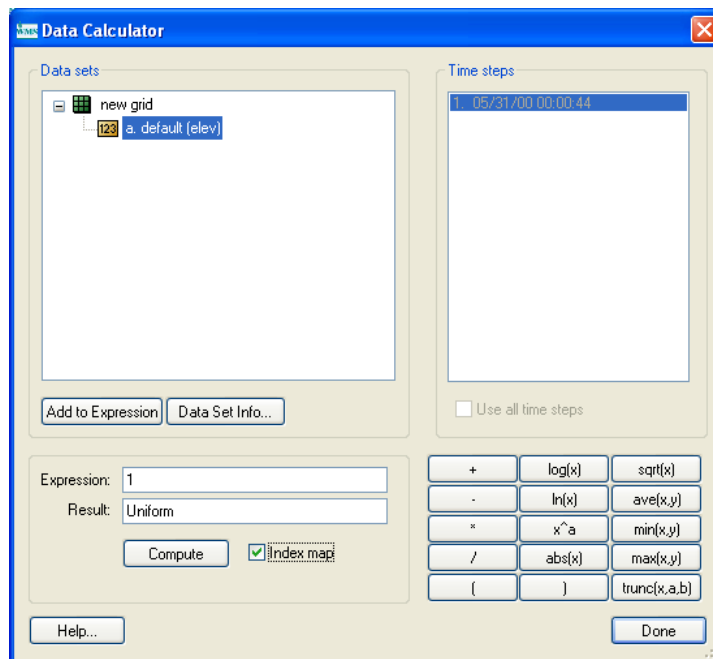 WMS Data Calculator
Data sets
new grid
123 a. default (elev)
Add to Expression Data Set Info...
Time steps
1. 05/31/00 00:00:44
Use all time steps
Expression: 1
Result: Uniform
Compute Index map
+ log(x) sqrt(x)
- ln(x) ave(x,y)
* x^a min(x,y)
/ abs(x) max(x,y)
( ) trunc(x,a,b)
Help... Done